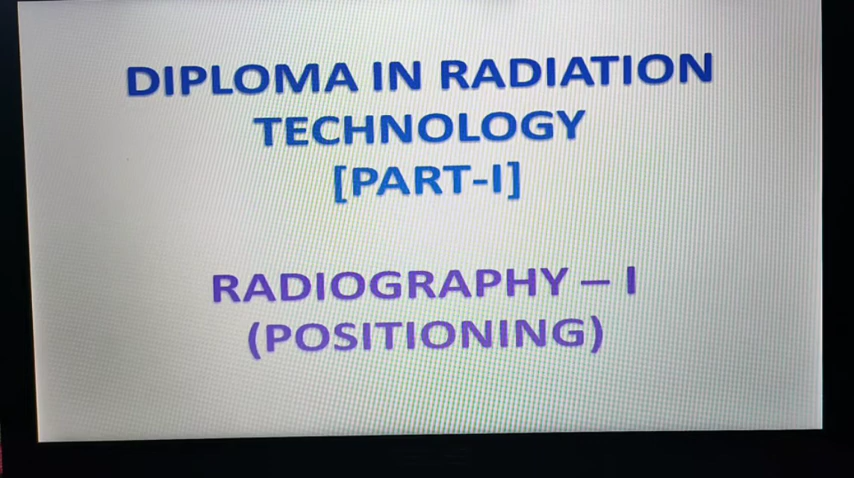 DIPLOMA IN RADIATION
TECHNOLOGY
[PART-I]
RADIOGRAPHY – I
(POSITIONING)